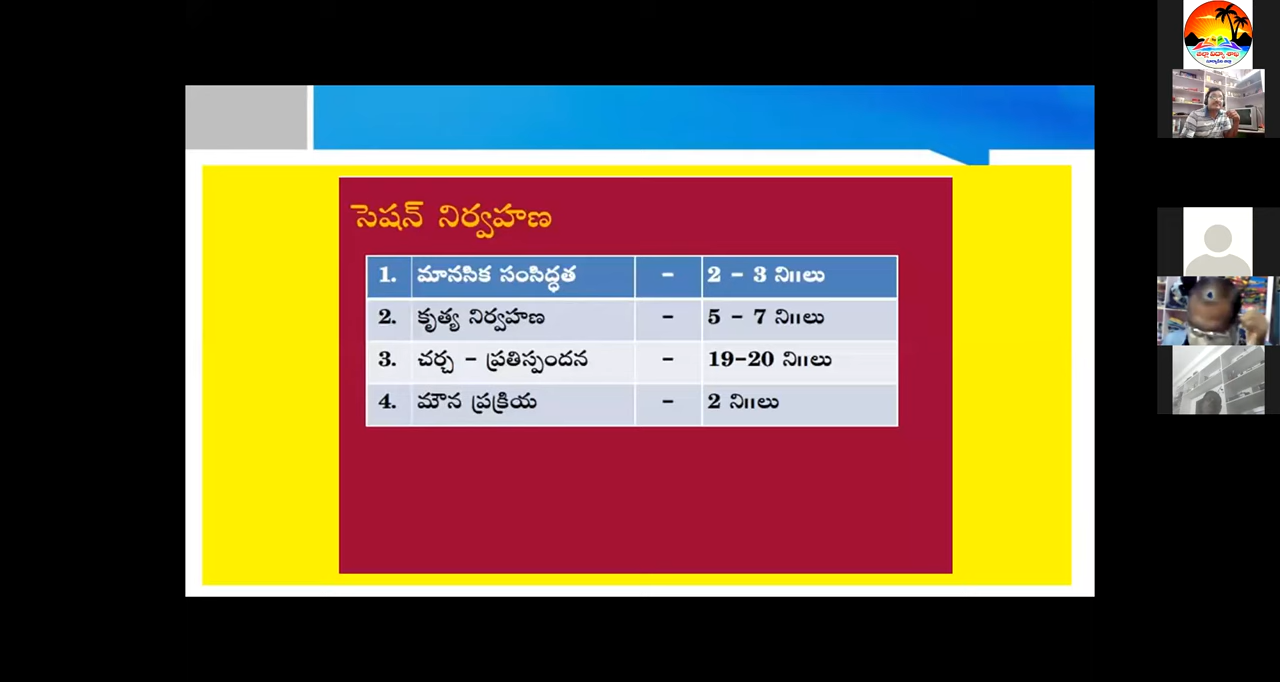 సెషన్ నిర్వహణ
1. మానసిక సంసిద్ధత - 2 - 3 ని॥లు
2. కృత్య నిర్వహణ - 5 - 7 ని॥లు
3. చర్చ - ప్రతిస్పందన - 19-20 ని॥లు
4. మౌన ప్రక్రియ - 2 ని॥లు